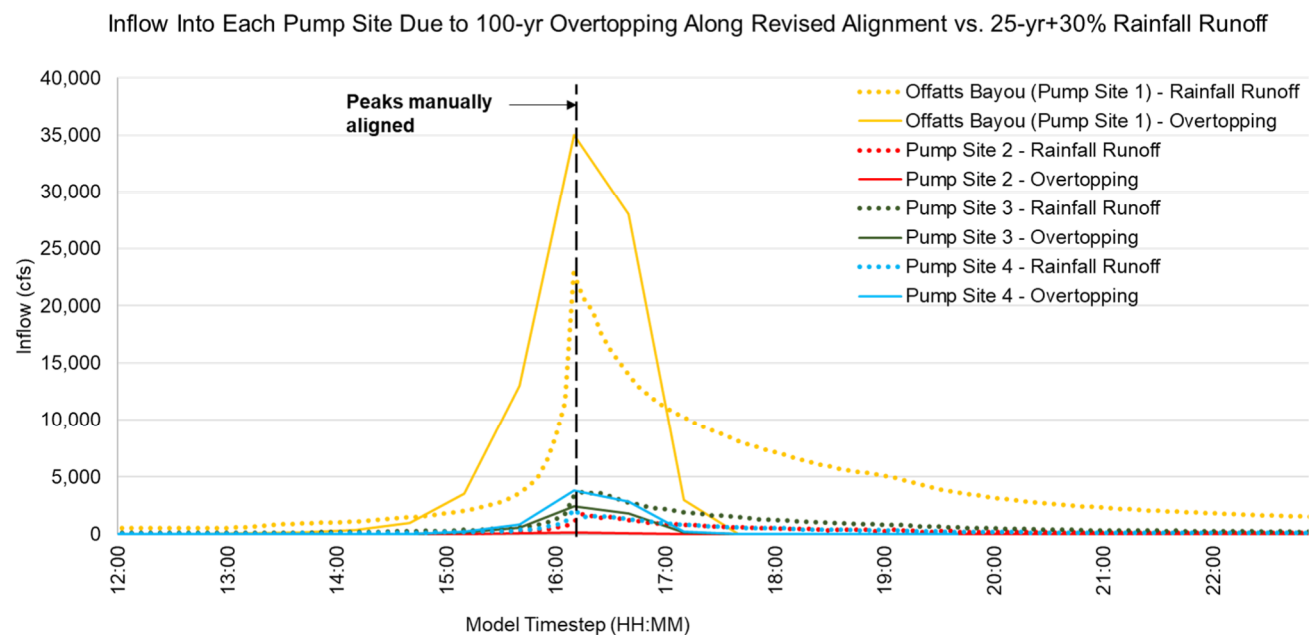 Inflow Into Each Pump Site Due to 100-yr Overtopping Along Revised Alignment vs. 25-yr+30% Rainfall Runoff
40,000
35,000
30,000
25,000
20,000
15,000
10,000
5,000
0
Inflow (cfs)
Peaks manually
aligned
Offatts Bayou (Pump Site 1) - Rainfall Runoff
Offatts Bayou (Pump Site 1) - Overtopping
Pump Site 2 - Rainfall Runoff
Pump Site 2 - Overtopping
Pump Site 3 - Rainfall Runoff
Pump Site 3 - Overtopping
Pump Site 4 - Rainfall Runoff
Pump Site 4 - Overtopping
12:00
13:00
14:00
15:00
16:00
17:00
18:00
19:00
20:00
21:00
22:00
Model Timestep (HH:MM)